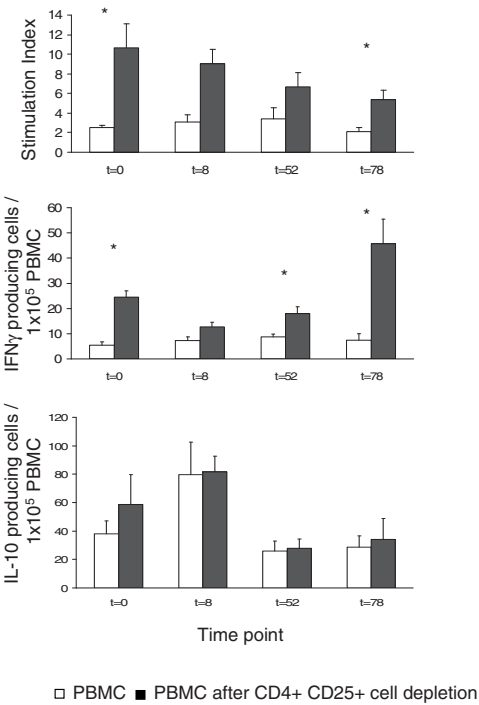 Stimulation Index
14
12
10
8
6
4
2
0
*
*
t=0 t=8 t=52 t=78
IFNγ producing cells /
1x10⁵ PBMC
60
50
40
30
20
10
0
*
*
*
t=0 t=8 t=52 t=78
IL-10 producing cells /
1x10⁵ PBMC
120
100
80
60
40
20
0
t=0 t=8 t=52 t=78
Time point
□ PBMC ■ PBMC after CD4+ CD25+ cell depletion